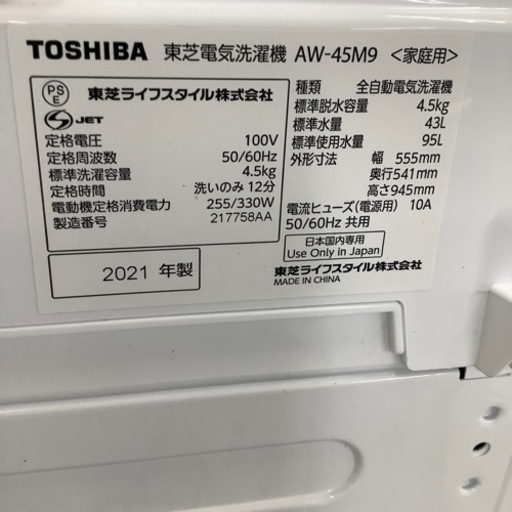 TOSHIBA 東芝電気洗濯機 AW-45M9 <家庭用>
PS
E
東芝ライフスタイル株式会社
S JET
定格電圧 100V
定格周波数 50/60Hz
標準洗濯容量 4.5kg
定格時間 洗いのみ 12分
電動機定格消費電力 255/330W
製造番号 217758AA
2021 年製
種類 全自動電気洗濯機
標準脱水容量 4.5kg
標準水量 43L
標準使用水量 95L
外形寸法 幅 555mm
奥行541mm
高さ945mm
電流ヒューズ(電源用) 10A
50/60Hz 共用
日本国内専用
Use Only in Japan
東芝ライフスタイル株式会社
MADE IN CHINA